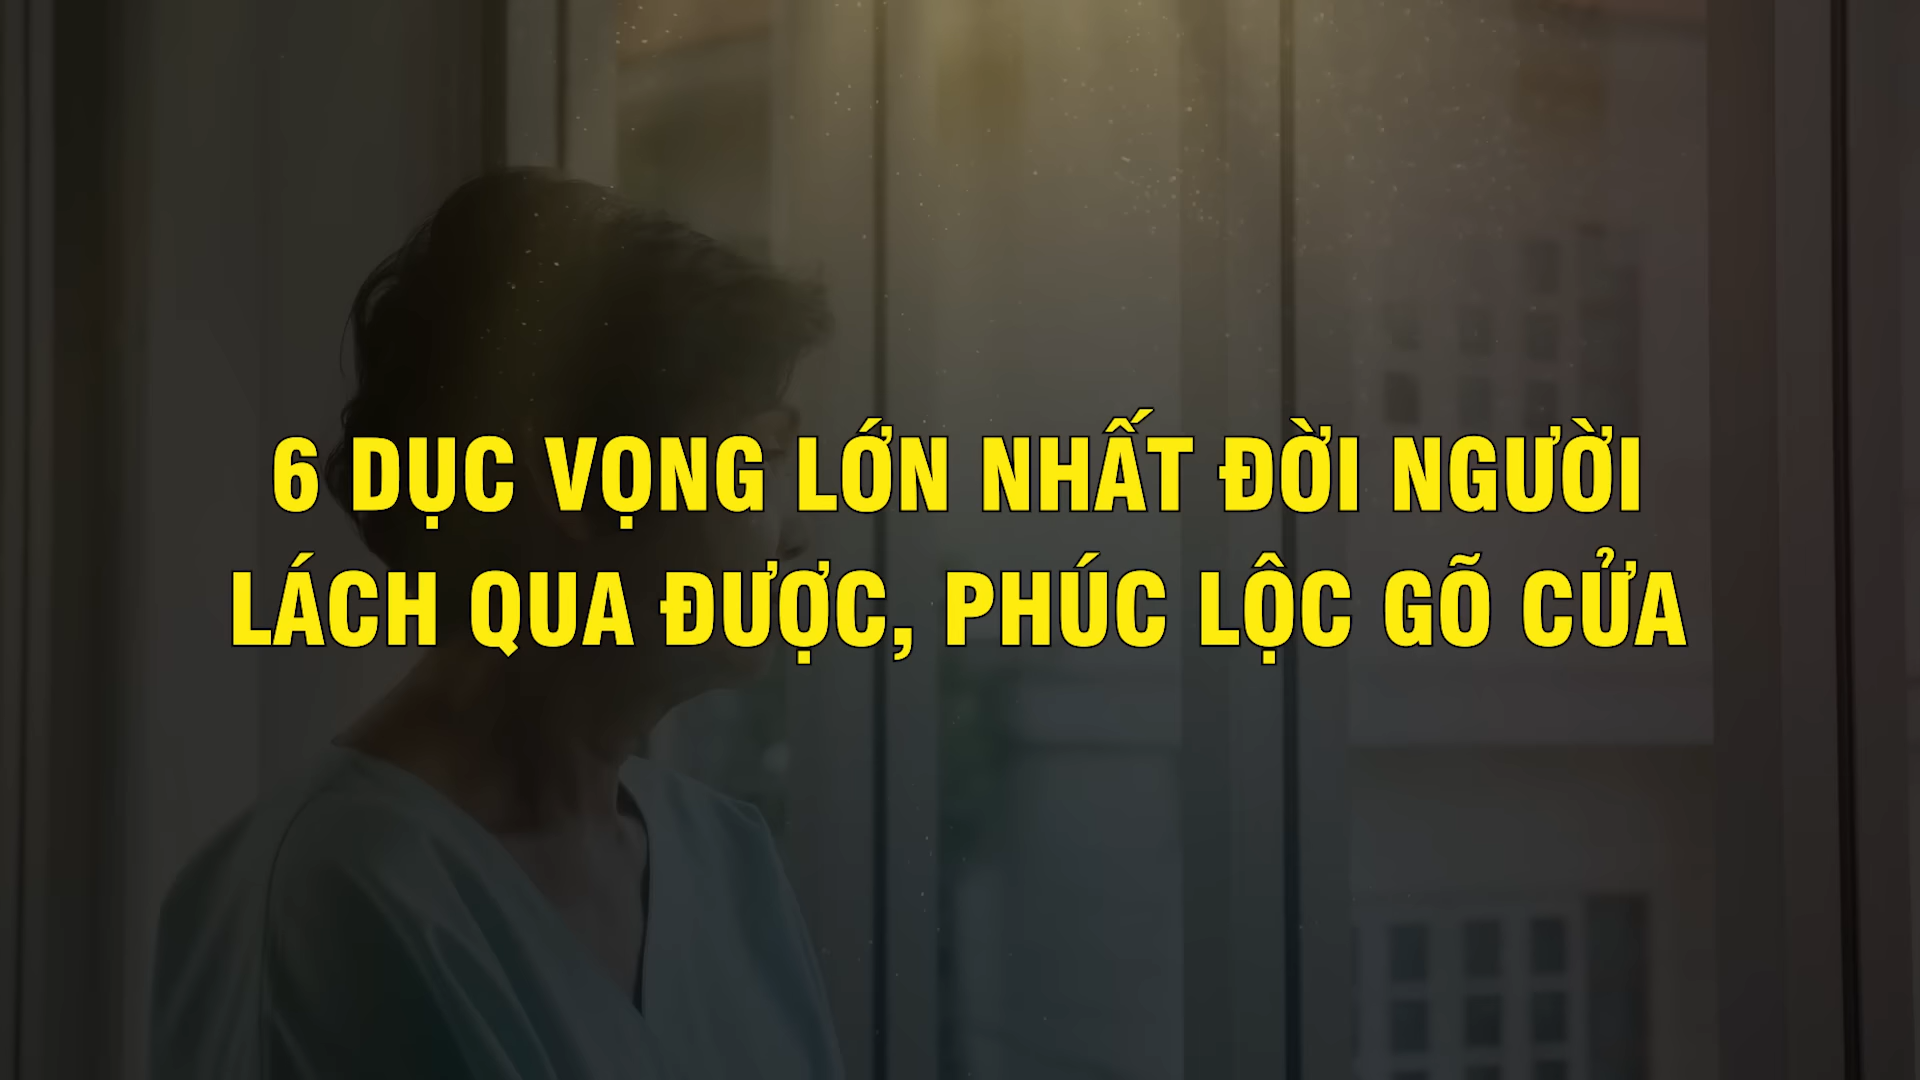 6 DỤC VỌNG LỚN NHẤT ĐỜI NGƯỜI
LÁCH QUA ĐƯỢC, PHÚC LỘC GÕ CỬA